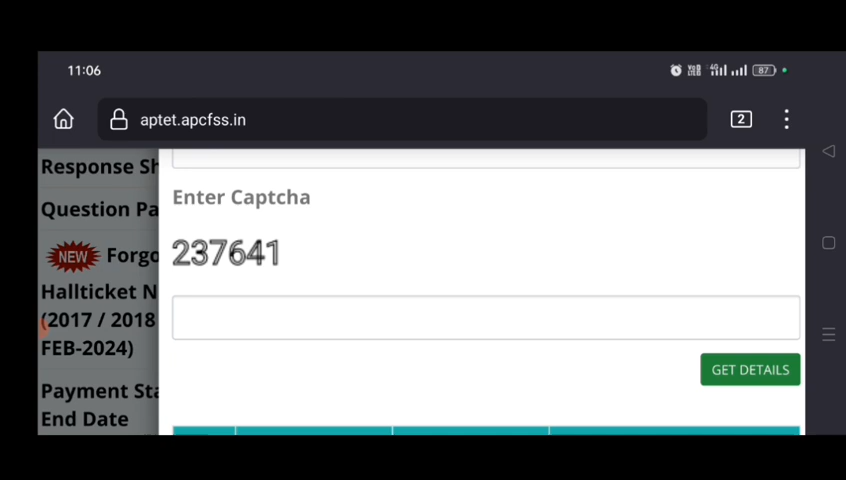 11:06
87
aptet.apcfss.in
2
Response Sh
Enter Captcha
Question Pa
237641
NEW Forgo
Hallticket N
(2017 / 2018
FEB-2024)
GET DETAILS
Payment Sta
End Date